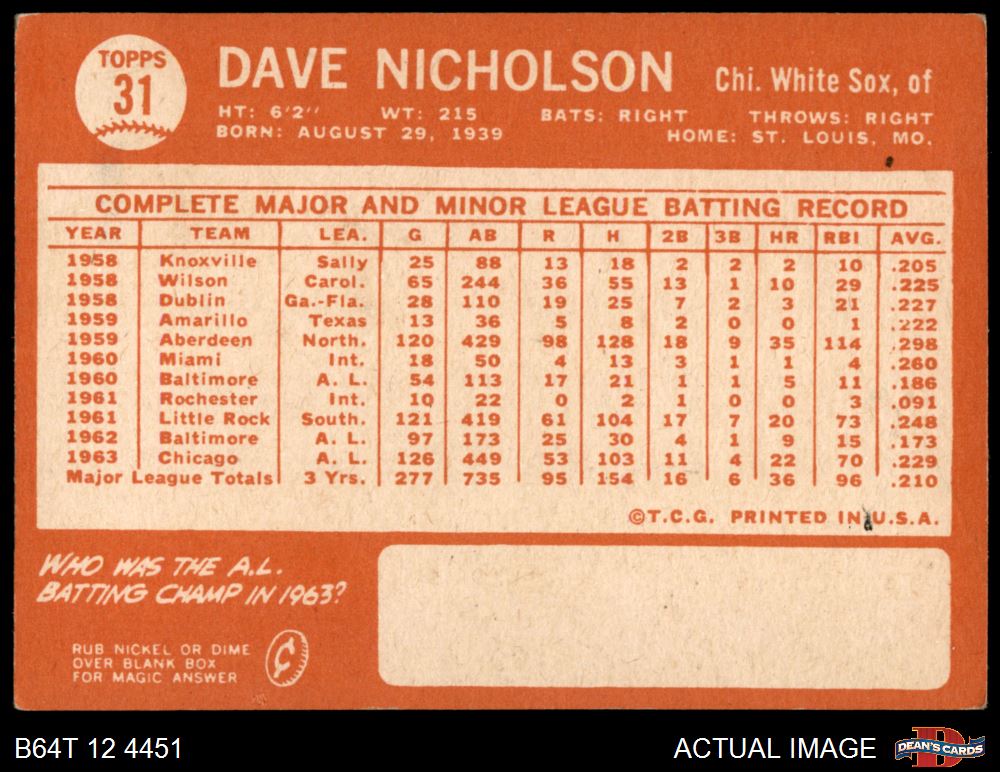 TOPPS
31
DAVE NICHOLSON Chi. White Sox, of
HT: 6'2'' WT: 215 BATS: RIGHT THROWS: RIGHT
BORN: AUGUST 29, 1939 HOME: ST. LOUIS, MO.
COMPLETE MAJOR AND MINOR LEAGUE BATTING RECORD
YEAR TEAM LEA. G AB R H 2B 3B HR RBI AVG.
1958 Knoxville Sally 25 88 13 18 2 2 2 10 .205
1958 Wilson Carol. 65 244 36 55 13 1 10 29 .225
1958 Dublin Ga.-Fla. 28 110 19 25 7 2 3 21 .227
1959 Amarillo Texas 13 36 5 8 2 0 0 1 .222
1959 Aberdeen North. 120 429 98 128 18 9 35 114 .298
1960 Miami Int. 18 50 4 13 3 1 1 4 .260
1960 Baltimore A. L. 54 113 17 21 1 1 5 11 .186
1961 Rochester Int. 10 22 0 2 1 0 0 3 .091
1961 Little Rock South. 121 419 61 104 17 7 20 73 .248
1962 Baltimore A. L. 97 173 25 30 4 1 9 15 .173
1963 Chicago A. L. 126 449 53 103 11 4 22 70 .229
Major League Totals 3 Yrs. 277 735 95 154 16 6 36 96 .210
©T.C.G. PRINTED IN U.S.A.
WHO WAS THE A.L.
BATTING CHAMP IN 1963?
RUB NICKEL OR DIME
OVER BLANK BOX
FOR MAGIC ANSWER
¢
B64T 12 4451 ACTUAL IMAGE
D
DEAN'S CARDS